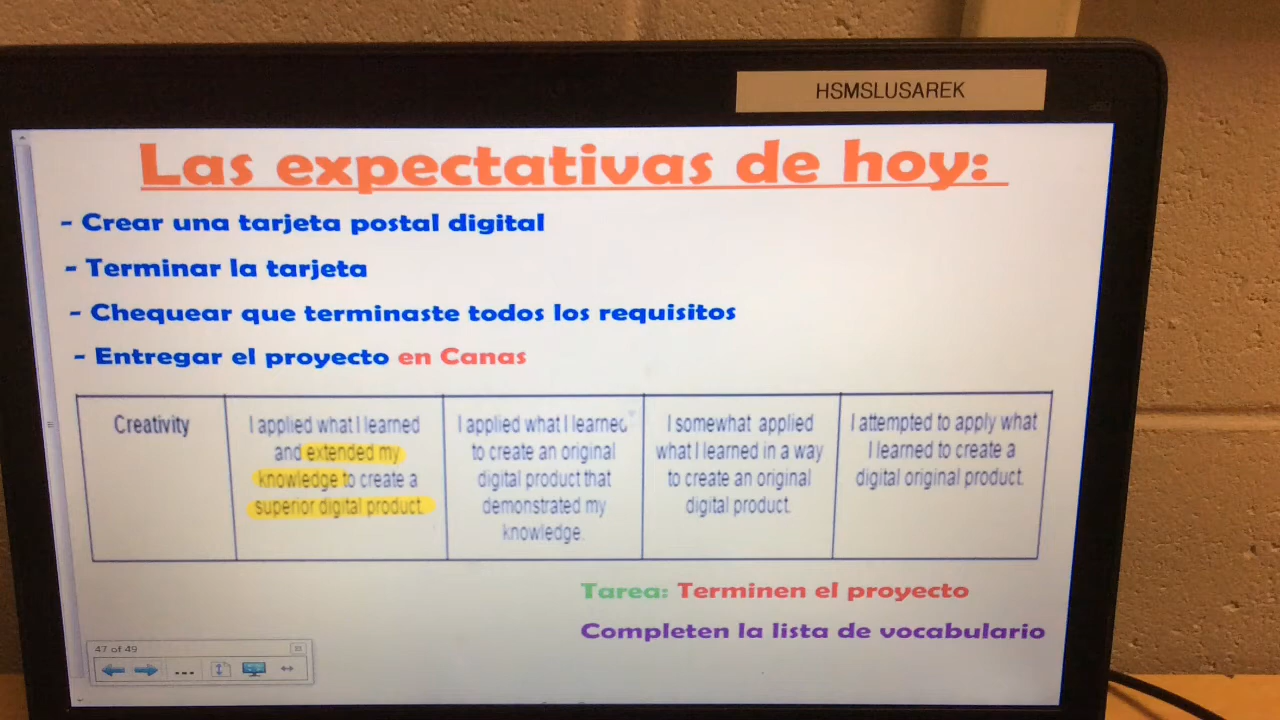 HSMSLUSAREK
Las expectativas de hoy:
- Crear una tarjeta postal digital
- Terminar la tarjeta
- Chequear que terminaste todos los requisitos
- Entregar el proyecto en Canas
Creativity
I applied what I learned
and extended my
knowledge to create a
superior digital product.
I applied what I learned
to create an original
digital product that
demonstrated my
knowledge.
I somewhat applied
what I learned in a way
to create an original
digital product.
I attempted to apply what
I learned to create a
digital original product.
Tarea: Terminen el proyecto
Completen la lista de vocabulario
47 of 49